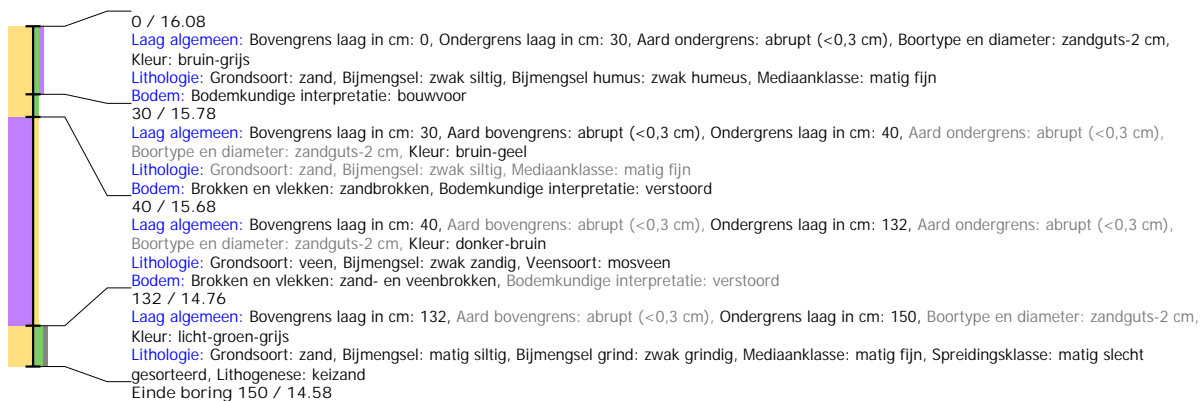 0 / 16.08
Laag algemeen: Bovengrens laag in cm: 0, Ondergrens laag in cm: 30, Aard ondergrens: abrupt (<0,3 cm), Boortype en diameter: zandguts-2 cm,
Kleur: bruin-grijs
Lithologie: Grondsoort: zand, Bijmengsel: zwak siltig, Bijmengsel humus: zwak humeus, Mediaanklasse: matig fijn
Bodem: Bodemkundige interpretatie: bouwvoor
30 / 15.78
Laag algemeen: Bovengrens laag in cm: 30, Aard bovengrens: abrupt (<0,3 cm), Ondergrens laag in cm: 40, Aard ondergrens: abrupt (<0,3 cm),
Boortype en diameter: zandguts-2 cm, Kleur: bruin-geel
Lithologie: Grondsoort: zand, Bijmengsel: zwak siltig, Mediaanklasse: matig fijn
Bodem: Brokken en vlekken: zandbrokken, Bodemkundige interpretatie: verstoord
40 / 15.68
Laag algemeen: Bovengrens laag in cm: 40, Aard bovengrens: abrupt (<0,3 cm), Ondergrens laag in cm: 132, Aard ondergrens: abrupt (<0,3 cm),
Boortype en diameter: zandguts-2 cm, Kleur: donker-bruin
Lithologie: Grondsoort: veen, Bijmengsel: zwak zandig, Veensoort: mosveen
Bodem: Brokken en vlekken: zand- en veenbrokken, Bodemkundige interpretatie: verstoord
132 / 14.76
Laag algemeen: Bovengrens laag in cm: 132, Aard bovengrens: abrupt (<0,3 cm), Ondergrens laag in cm: 150, Boortype en diameter: zandguts-2 cm,
Kleur: licht-groen-grijs
Lithologie: Grondsoort: zand, Bijmengsel: matig siltig, Bijmengsel grind: zwak grindig, Mediaanklasse: matig fijn, Spreidingsklasse: matig slecht
gesorteerd, Lithogenese: keizand
Einde boring 150 / 14.58